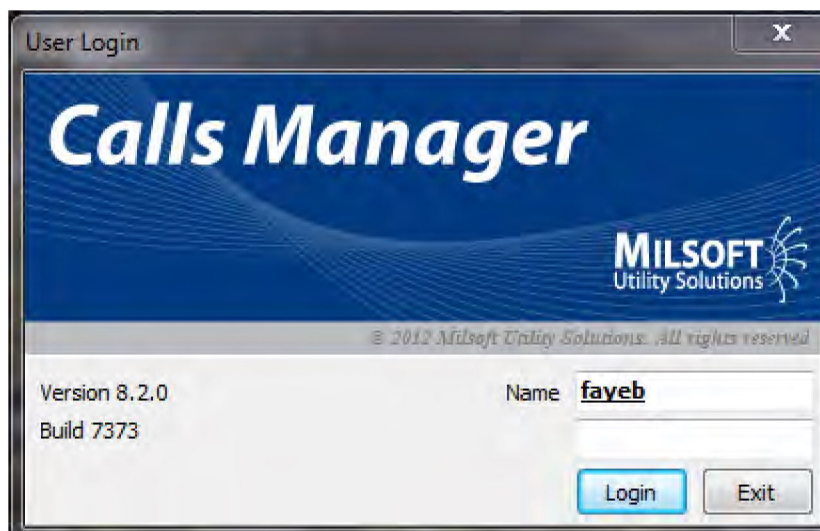 User Login
X
Calls Manager
MILSOFT
Utility Solutions
© 2012 Milsoft Utility Solutions. All rights reserved
Version 8.2.0
Name fayeb
Build 7373
Login Exit